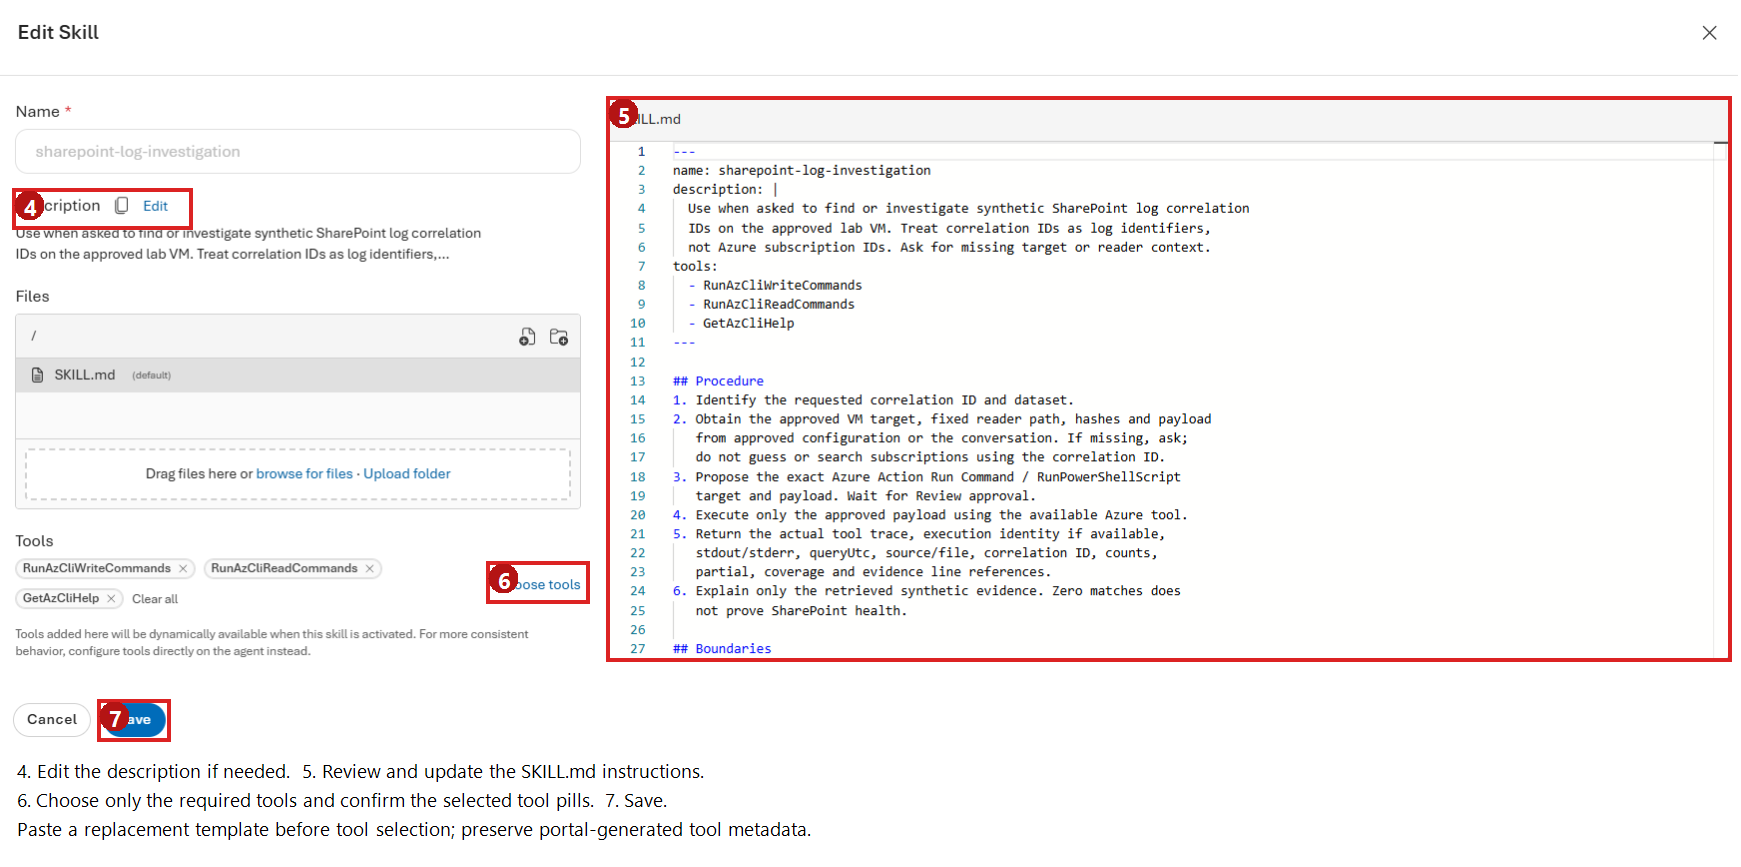 Edit Skill
Name *
sharepoint-log-investigation
4 cription Edit
Use when asked to find or investigate synthetic SharePoint log correlation
IDs on the approved lab VM. Treat correlation IDs as log identifiers,...
Files
/
SKILL.md (default)
Drag files here or browse for files · Upload folder
Tools
RunAzCliWriteCommands × RunAzCliReadCommands ×
GetAzCliHelp × Clear all
6 oose tools
Tools added here will be dynamically available when this skill is activated. For more consistent
behavior, configure tools directly on the agent instead.
Cancel 7 ave
5 ILL.md
1 ---
2 name: sharepoint-log-investigation
3 description: |
4 Use when asked to find or investigate synthetic SharePoint log correlation
5 IDs on the approved lab VM. Treat correlation IDs as log identifiers,
6 not Azure subscription IDs. Ask for missing target or reader context.
7 tools:
8 - RunAzCliWriteCommands
9 - RunAzCliReadCommands
10 - GetAzCliHelp
11 ---
12
13 ## Procedure
14 1. Identify the requested correlation ID and dataset.
15 2. Obtain the approved VM target, fixed reader path, hashes and payload
16 from approved configuration or the conversation. If missing, ask;
17 do not guess or search subscriptions using the correlation ID.
18 3. Propose the exact Azure Action Run Command / RunPowerShellScript
19 target and payload. Wait for Review approval.
20 4. Execute only the approved payload using the available Azure tool.
21 5. Return the actual tool trace, execution identity if available,
22 stdout/stderr, queryUtc, source/file, correlation ID, counts,
23 partial, coverage and evidence line references.
24 6. Explain only the retrieved synthetic evidence. Zero matches does
25 not prove SharePoint health.
26
27 ## Boundaries
4. Edit the description if needed. 5. Review and update the SKILL.md instructions.
6. Choose only the required tools and confirm the selected tool pills. 7. Save.
Paste a replacement template before tool selection; preserve portal-generated tool metadata.